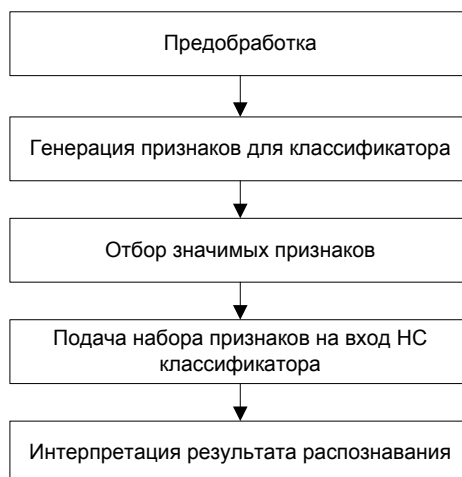 Предобработка
Генерация признаков для классификатора
Отбор значимых признаков
Подача набора признаков на вход НС
классификатора
Интерпретация результата распознавания